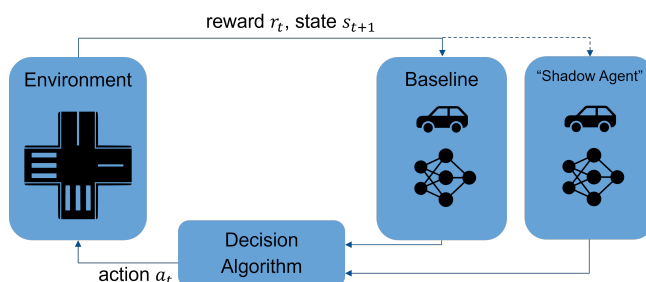 reward r_t, state s_{t+1}
Environment
Baseline
“Shadow Agent”
Decision
Algorithm
action a_t